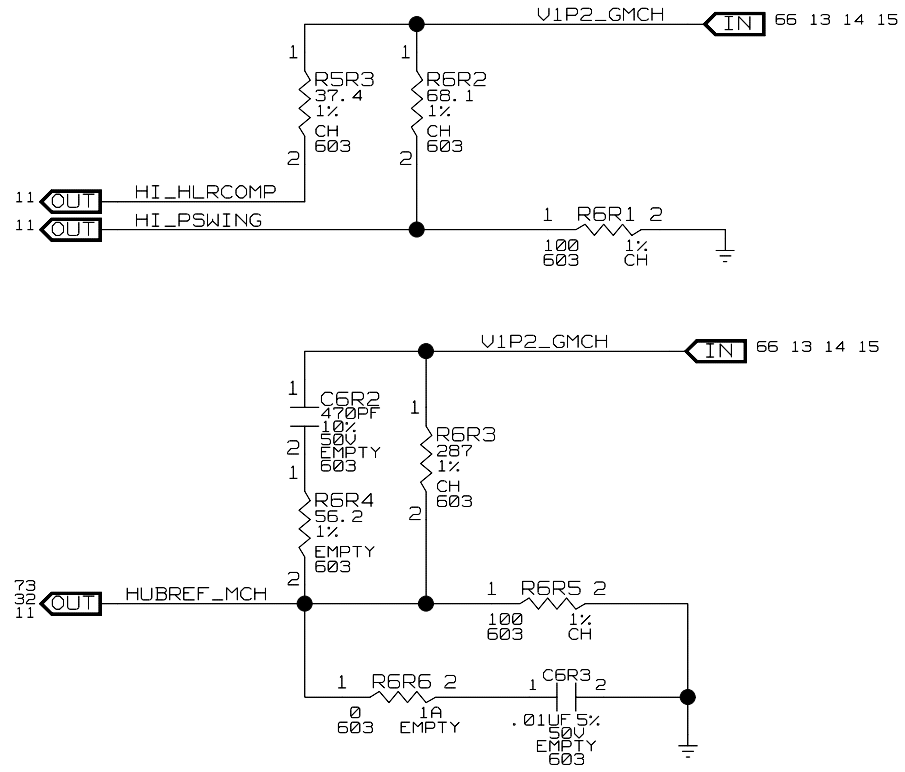 V1P2_GMCH IN 66 13 14 15
1 1
R5R3 R6R2
37.4 68.1
1% 1%
CH CH
603 603
2 2
11 OUT HI_HLRCOMP
11 OUT HI_PSWING
1 R6R1 2
100 1%
603 CH
V1P2_GMCH IN 66 13 14 15
1
C6R2
470PF
10%
50V
EMPTY
603
2
1
R6R3
287
1%
CH
603
2
1
R6R4
56.2
1%
EMPTY
603
2
73
32
11
OUT HUBREF_MCH
1 R6R5 2
100 1%
603 CH
1 R6R6 2
0 1A
603 EMPTY
C6R3
1 2
.01UF 5%
50V
EMPTY
603